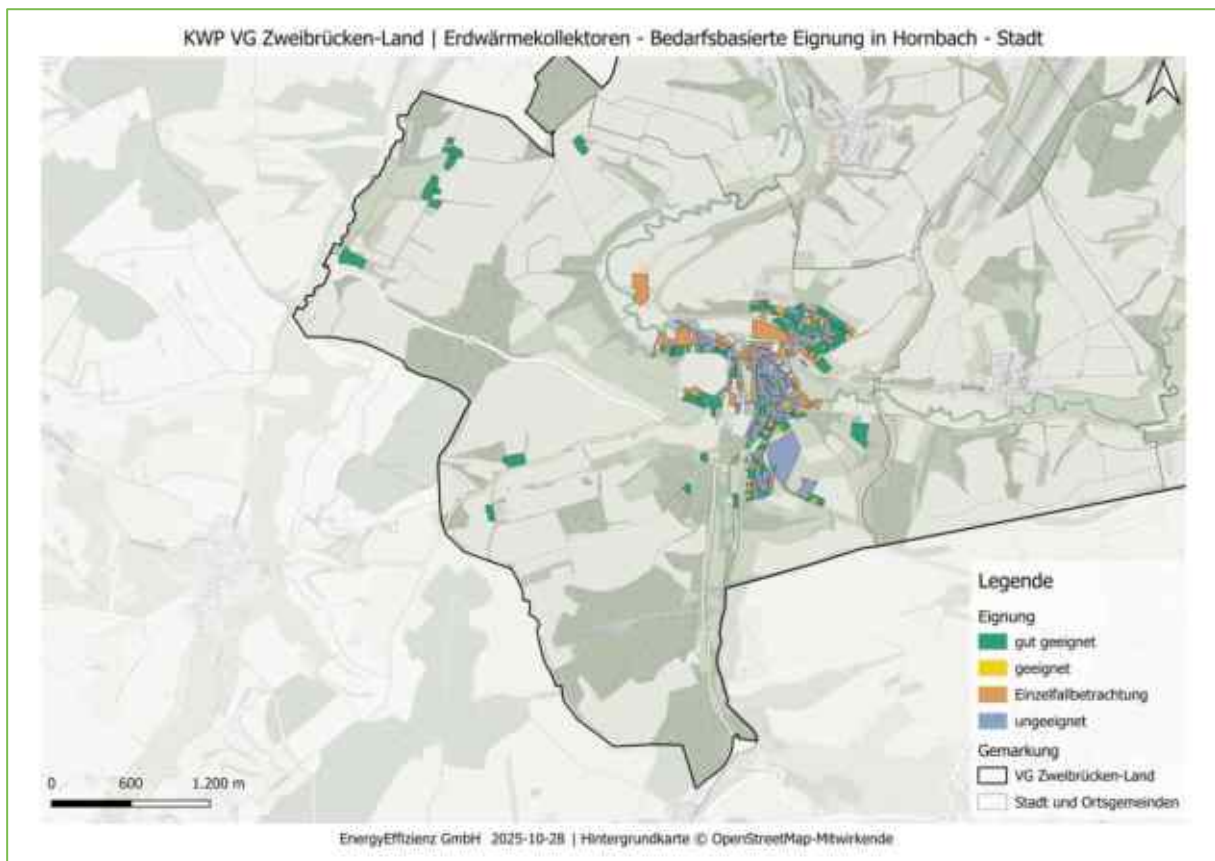 KWP VG Zweibrücken-Land | Erdwärmekollektoren - Bedarfsbasierte Eignung in Hornbach - Stadt
Legende
Eignung
gut geeignet
geeignet
Einzelfallbetrachtung
ungeeignet
Gemarkung
VG Zweibrücken-Land
Stadt und Ortsgemeinden
0 600 1.200 m
EnergyEffizienz GmbH 2025-10-28 | Hintergrundkarte © OpenStreetMap-Mitwirkende